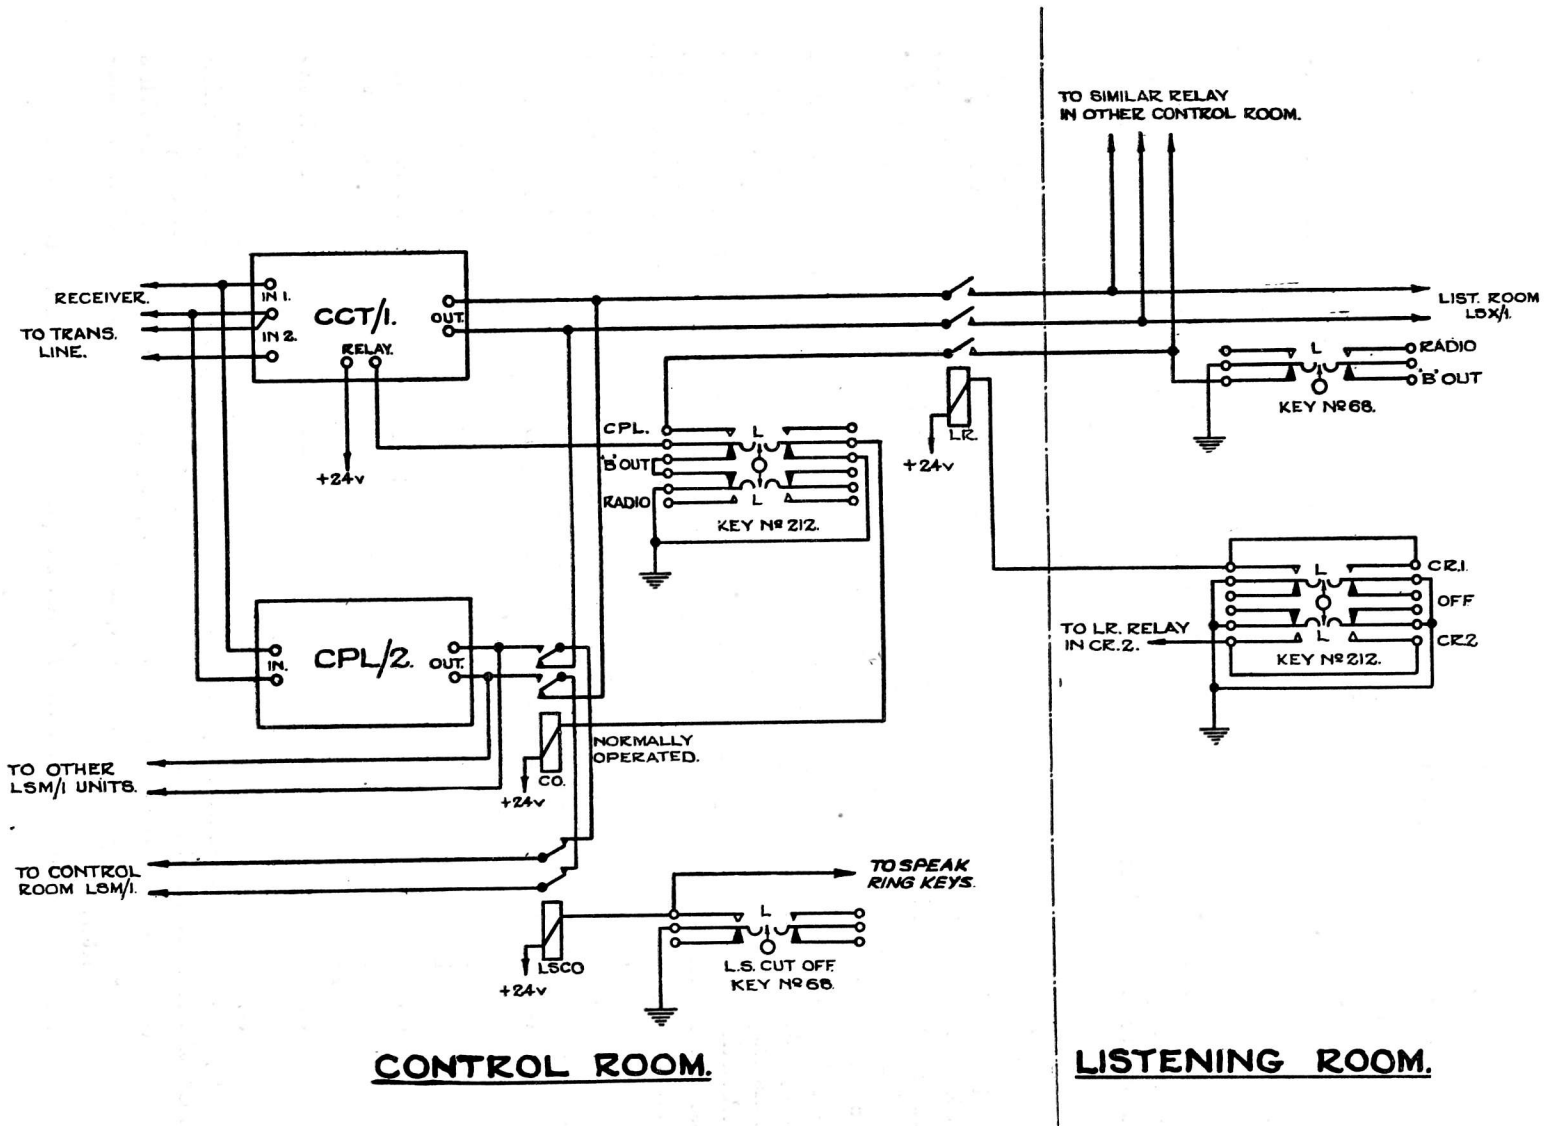 TO SIMILAR RELAY
IN OTHER CONTROL ROOM.
RECEIVER.
TO TRANS.
LINE.
IN 1.
IN 2.
CCT/1.
OUT.
RELAY.
+24v
LIST. ROOM
LSX/1.
L
RADIO
'B' OUT
KEY Nº 68.
CPL.
'B' OUT
RADIO
L
L
KEY Nº 212.
LR.
+24v
CR.1.
OFF
CR.2
L
L
KEY Nº 212.
TO LR. RELAY
IN CR.2.
IN.
CPL/2.
OUT.
NORMALLY
OPERATED.
CO.
+24v
TO OTHER
LSM/1 UNITS.
TO CONTROL
ROOM LSM/1.
LSCO
+24v
TO SPEAK
RING KEYS.
L
L.S. CUT OFF.
KEY Nº 68.
CONTROL ROOM.
LISTENING ROOM.